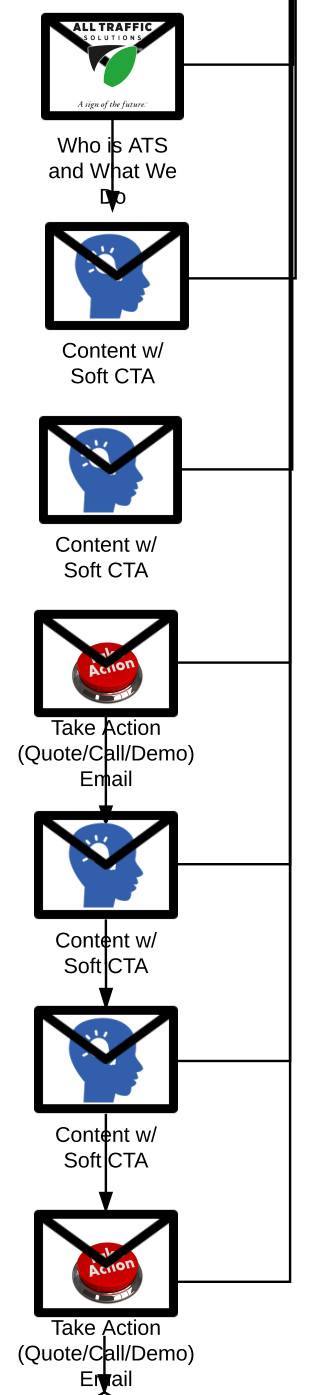 ALL TRAFFIC
SOLUTIONS
A sign of the future.
Who is ATS
and What We
Do
Content w/
Soft CTA
Content w/
Soft CTA
Take
Action
Take Action
(Quote/Call/Demo)
Email
Content w/
Soft CTA
Content w/
Soft CTA
Take
Action
Take Action
(Quote/Call/Demo)
Email